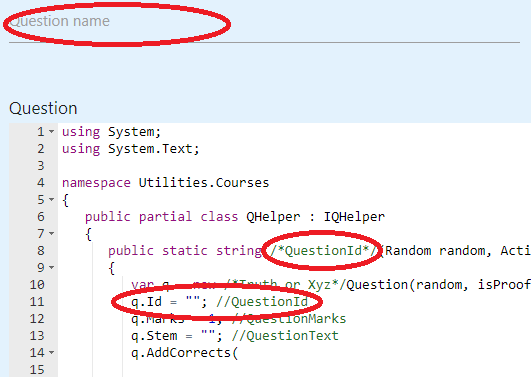 Question name
Question
1 using System;
2 using System.Text;
3
4 namespace Utilities.Courses
5 {
6 public partial class QHelper : IQHelper
7 {
8 public static string /*QuestionId*/(Random random, Acti
9 {
10 var q = new /*Truth or Xyz*/Question(random, isProof
11 q.Id = ""; //QuestionId
12 q.Marks = 1; //QuestionMarks
13 q.Stem = ""; //QuestionText
14 q.AddCorrects(